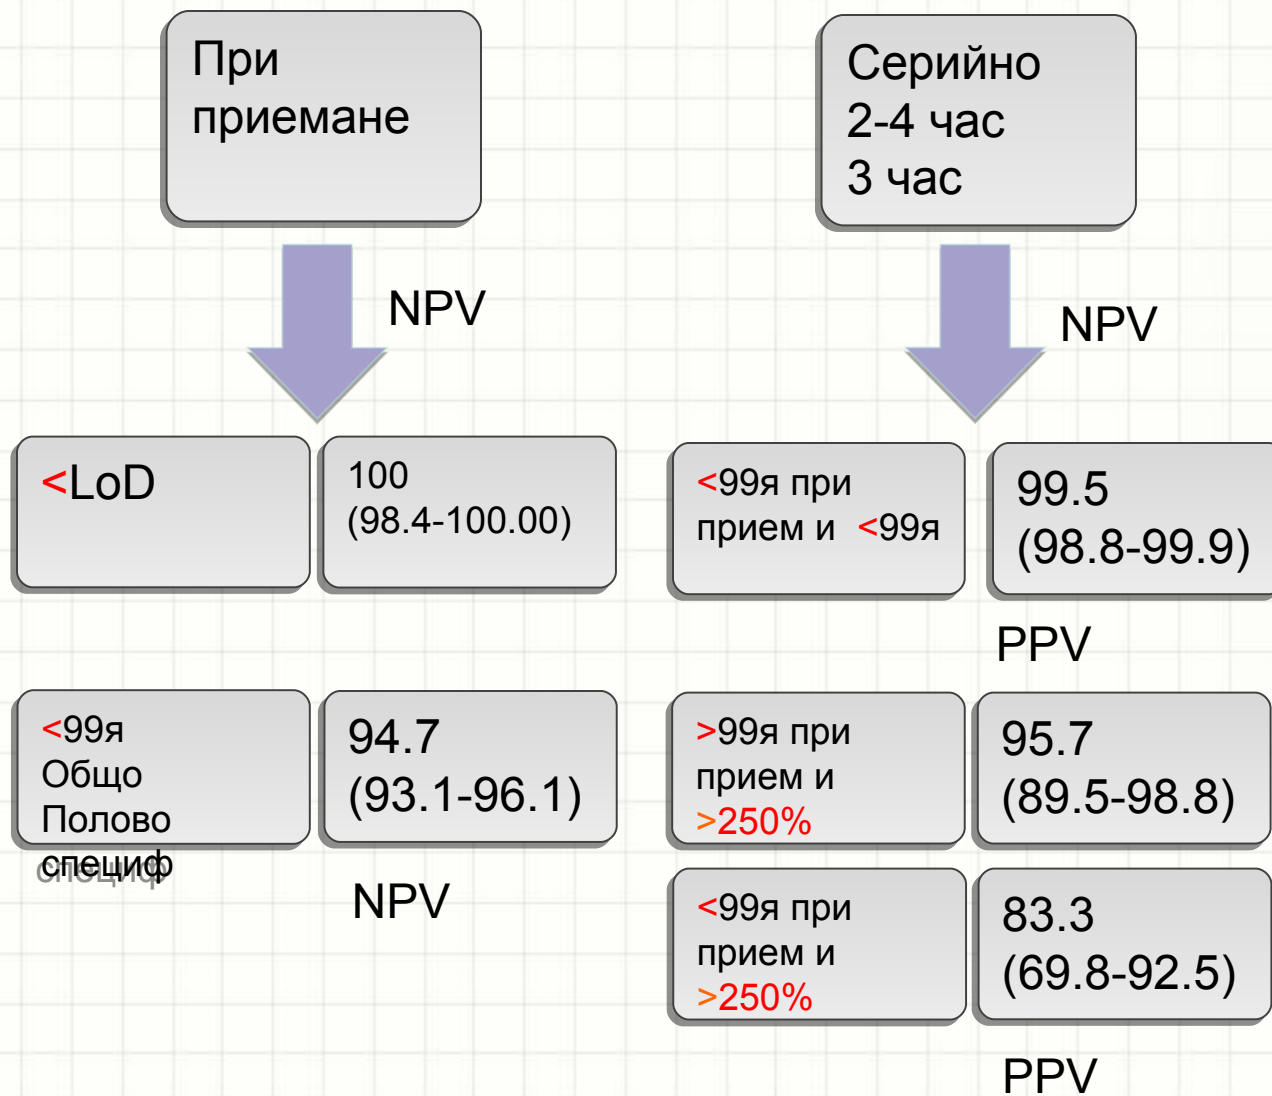 При
приемане
NPV
<LoD
100
(98.4-100.00)
<99я
Общо
Полово
специф
94.7
(93.1-96.1)
NPV
Серийно
2-4 час
3 час
NPV
<99я при
прием и <99я
99.5
(98.8-99.9)
PPV
>99я при
прием и
>250%
95.7
(89.5-98.8)
<99я при
прием и
>250%
83.3
(69.8-92.5)
PPV